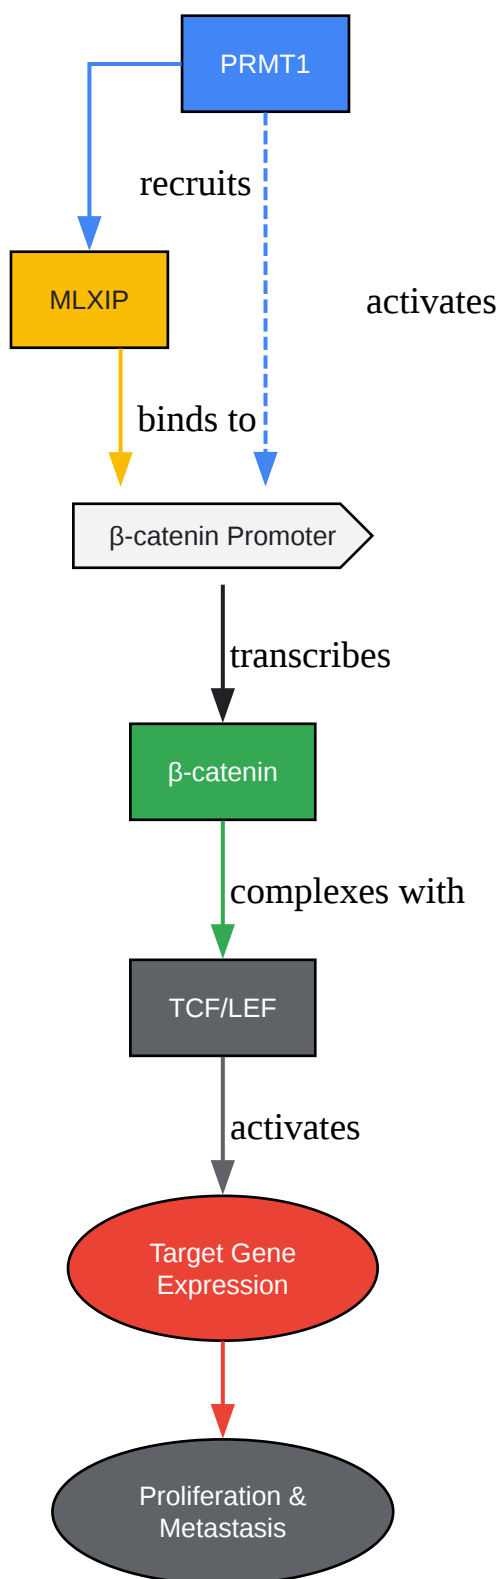 PRMT1
recruits
MLXIP
activates
binds to
β-catenin Promoter
transcribes
β-catenin
complexes with
TCF/LEF
activates
Target Gene
Expression
Proliferation &
Metastasis